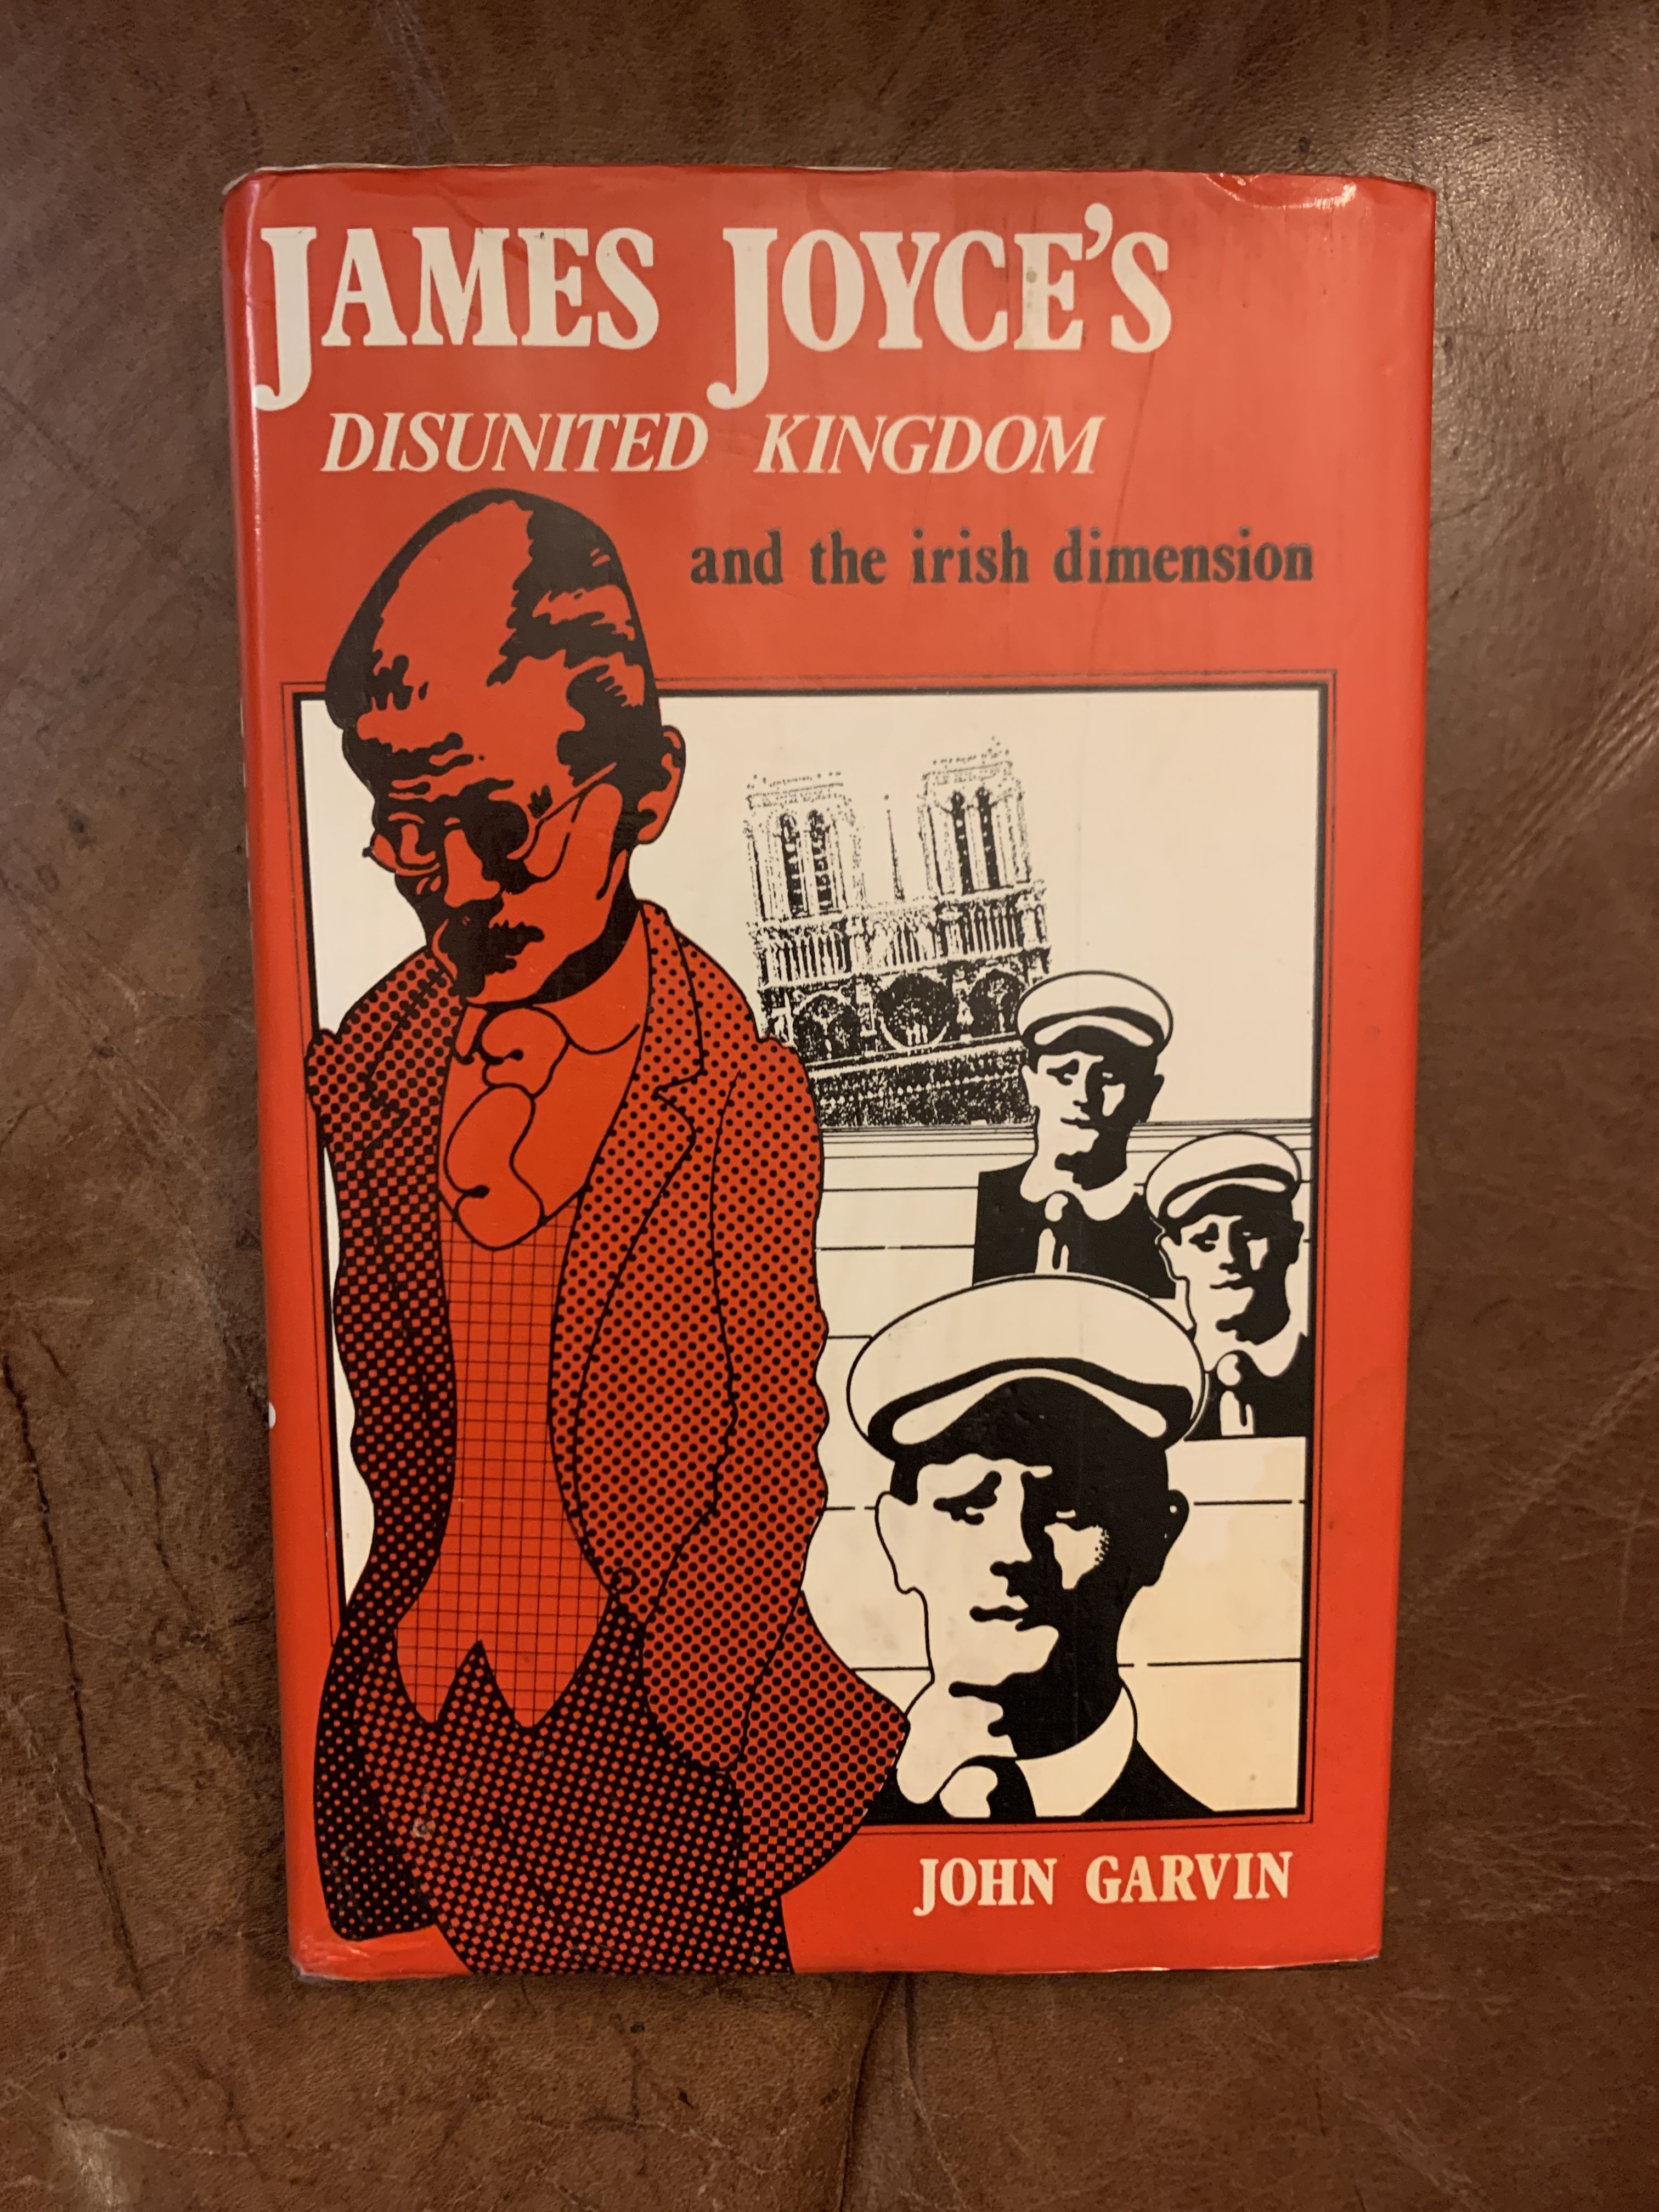 JAMES JOYCE'S
DISUNITED KINGDOM
and the irish dimension
JOHN GARVIN